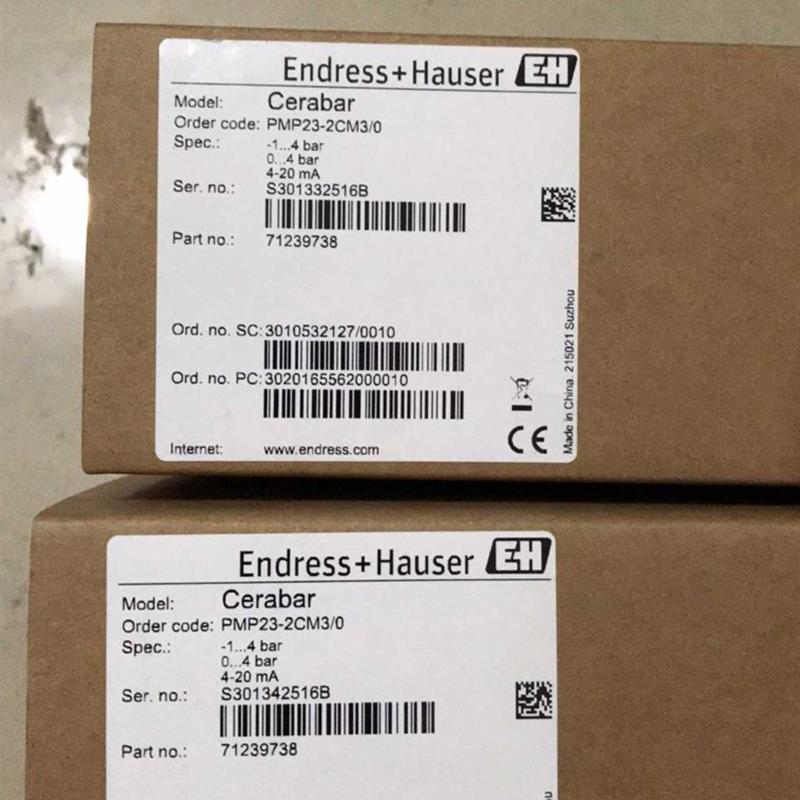 Endress+Hauser EH
Model: Cerabar
Order code: PMP23-2CM3/0
Spec.: -1...4 bar
0...4 bar
4-20 mA
Ser. no.: S301332516B
Part no.: 71239738
Ord. no. SC: 3010532127/0010
Ord. no. PC: 3020165562000010
Internet: www.endress.com
CE
Made in China. 215021 Suzhou
Endress+Hauser EH
Model: Cerabar
Order code: PMP23-2CM3/0
Spec.: -1...4 bar
0...4 bar
4-20 mA
Ser. no.: S301342516B
Part no.: 71239738